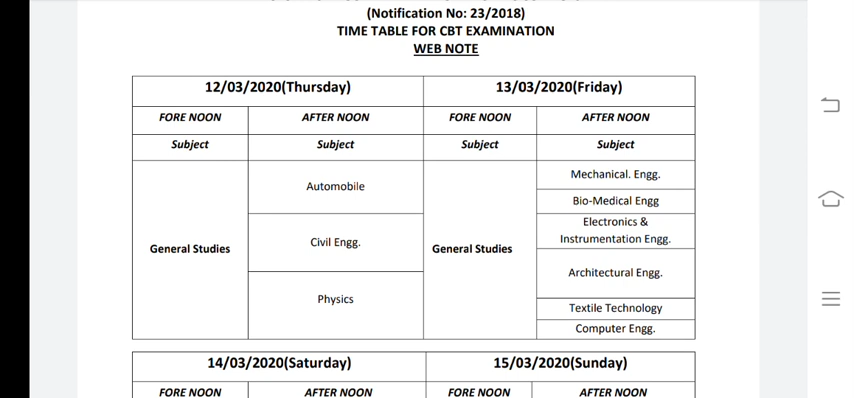 (Notification No: 23/2018)
TIME TABLE FOR CBT EXAMINATION
WEB NOTE
12/03/2020(Thursday) 13/03/2020(Friday)
FORE NOON AFTER NOON FORE NOON AFTER NOON
Subject Subject Subject Subject
General Studies
Automobile
Civil Engg.
Physics
General Studies
Mechanical. Engg.
Bio-Medical Engg
Electronics &
Instrumentation Engg.
Architectural Engg.
Textile Technology
Computer Engg.
14/03/2020(Saturday) 15/03/2020(Sunday)
FORE NOON AFTER NOON FORE NOON AFTER NOON